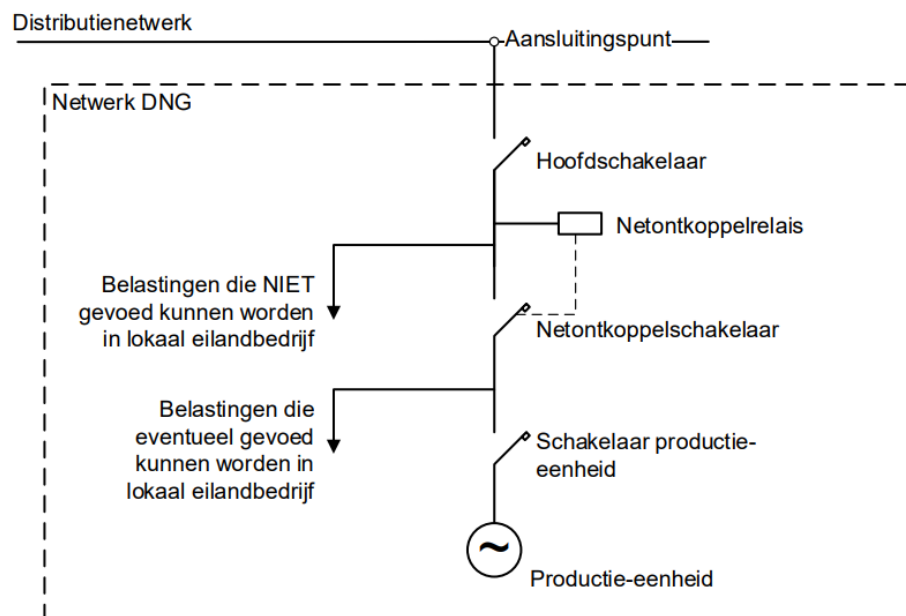 Distributienetwerk
Aansluitingspunt
Netwerk DNG
Hoofdschakelaar
Netontkoppelrelais
Belastingen die NIET
gevoed kunnen worden
in lokaal eilandbedrijf
Netontkoppelschakelaar
Belastingen die
eventueel gevoed
kunnen worden in
lokaal eilandbedrijf
Schakelaar productie-
eenheid
Productie-eenheid